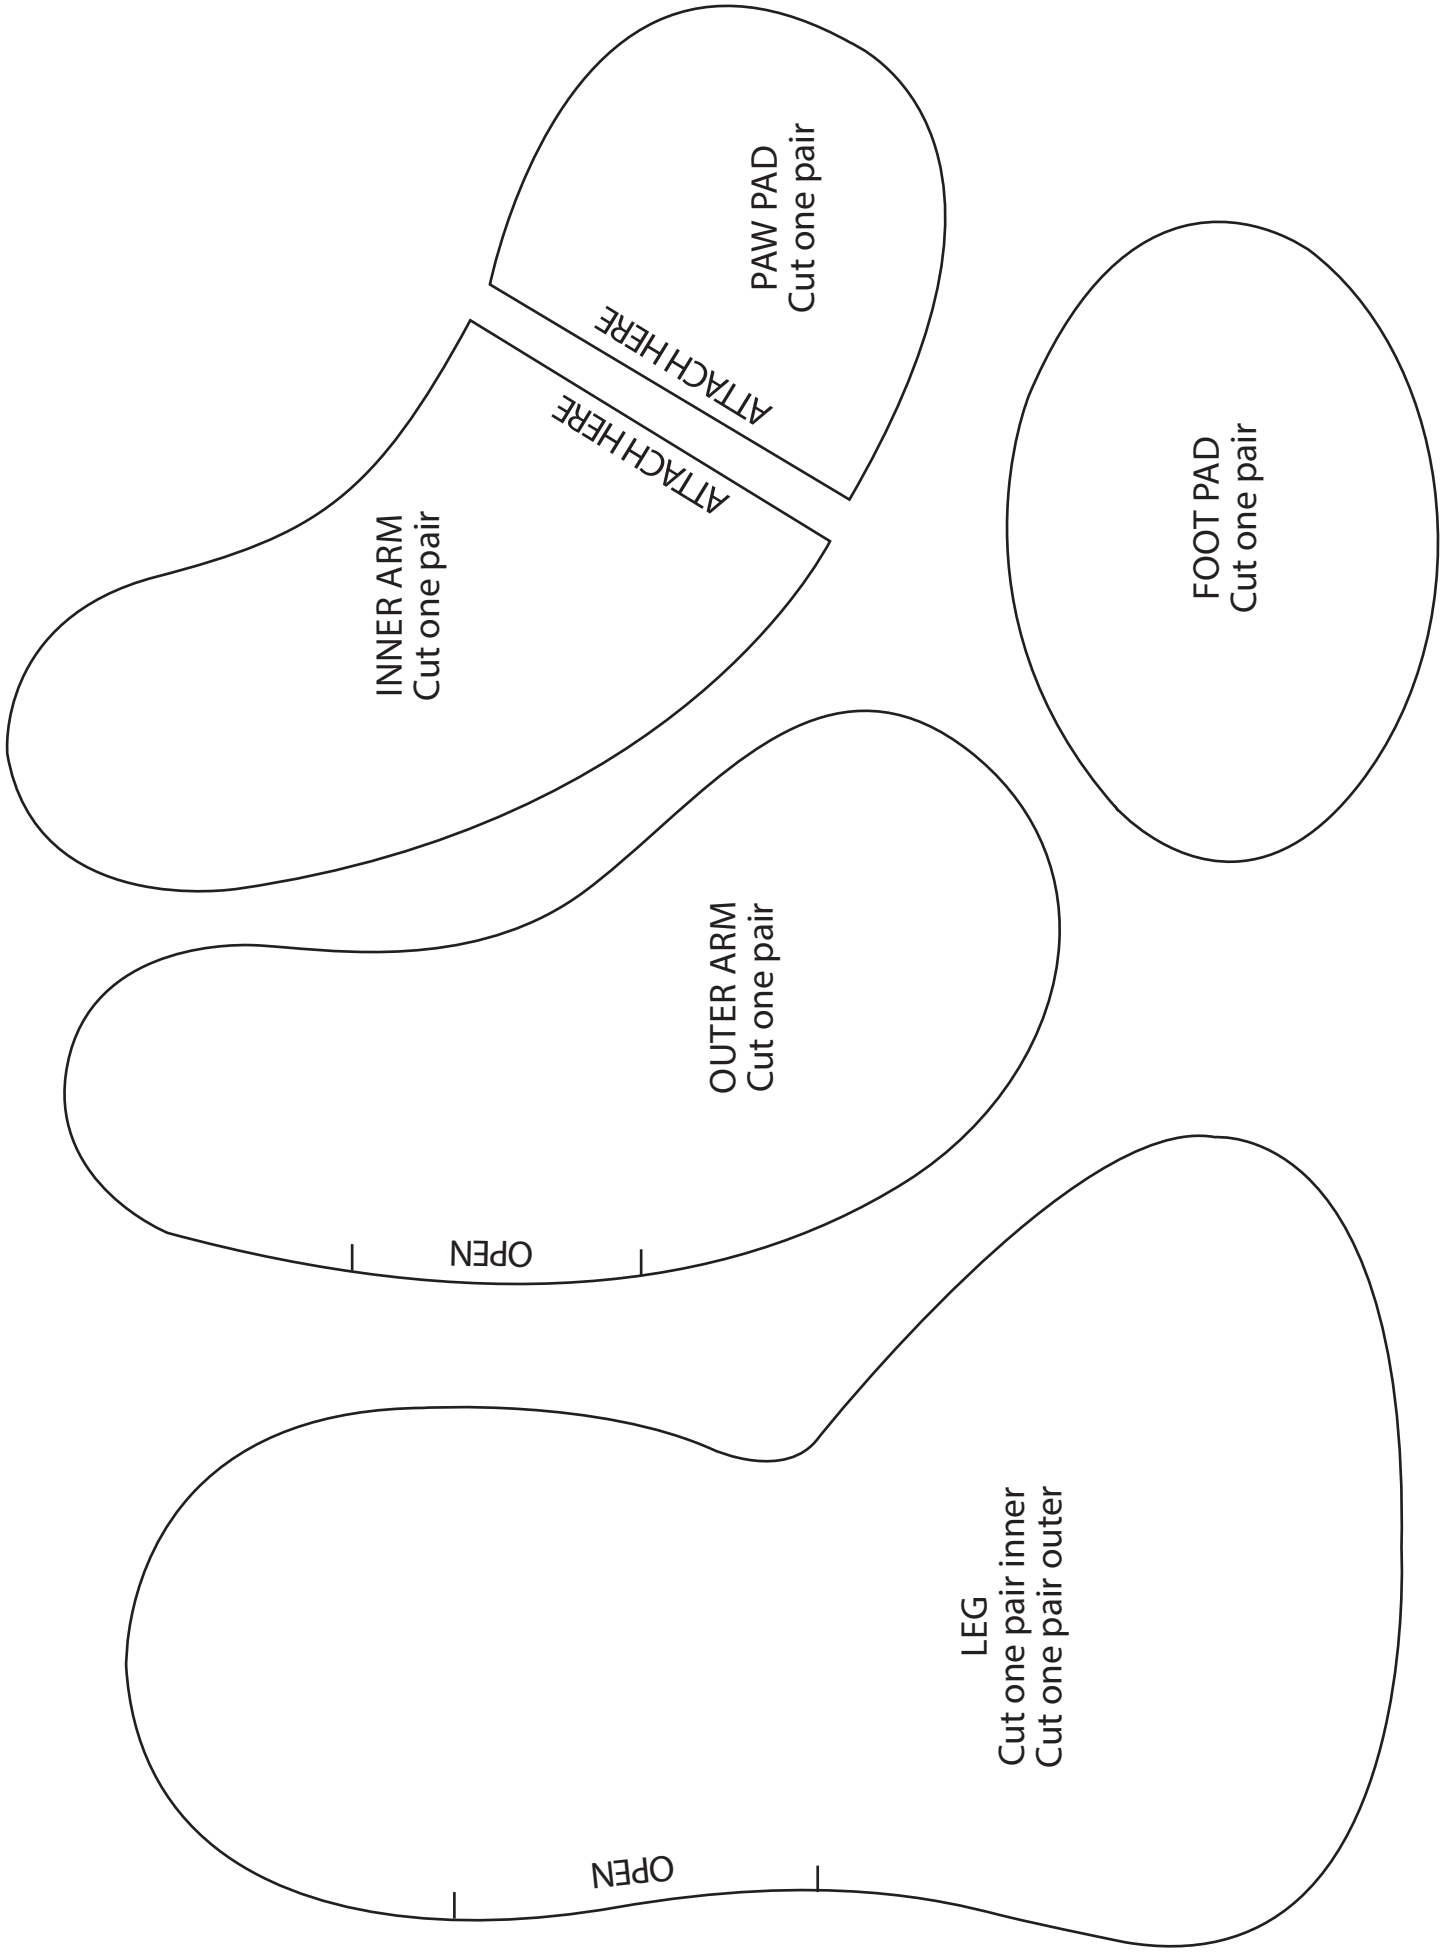 PAW PAD
Cut one pair
ATTACH HERE
ATTACH HERE
INNER ARM
Cut one pair
FOOT PAD
Cut one pair
OUTER ARM
Cut one pair
OPEN
LEG
Cut one pair inner
Cut one pair outer
OPEN